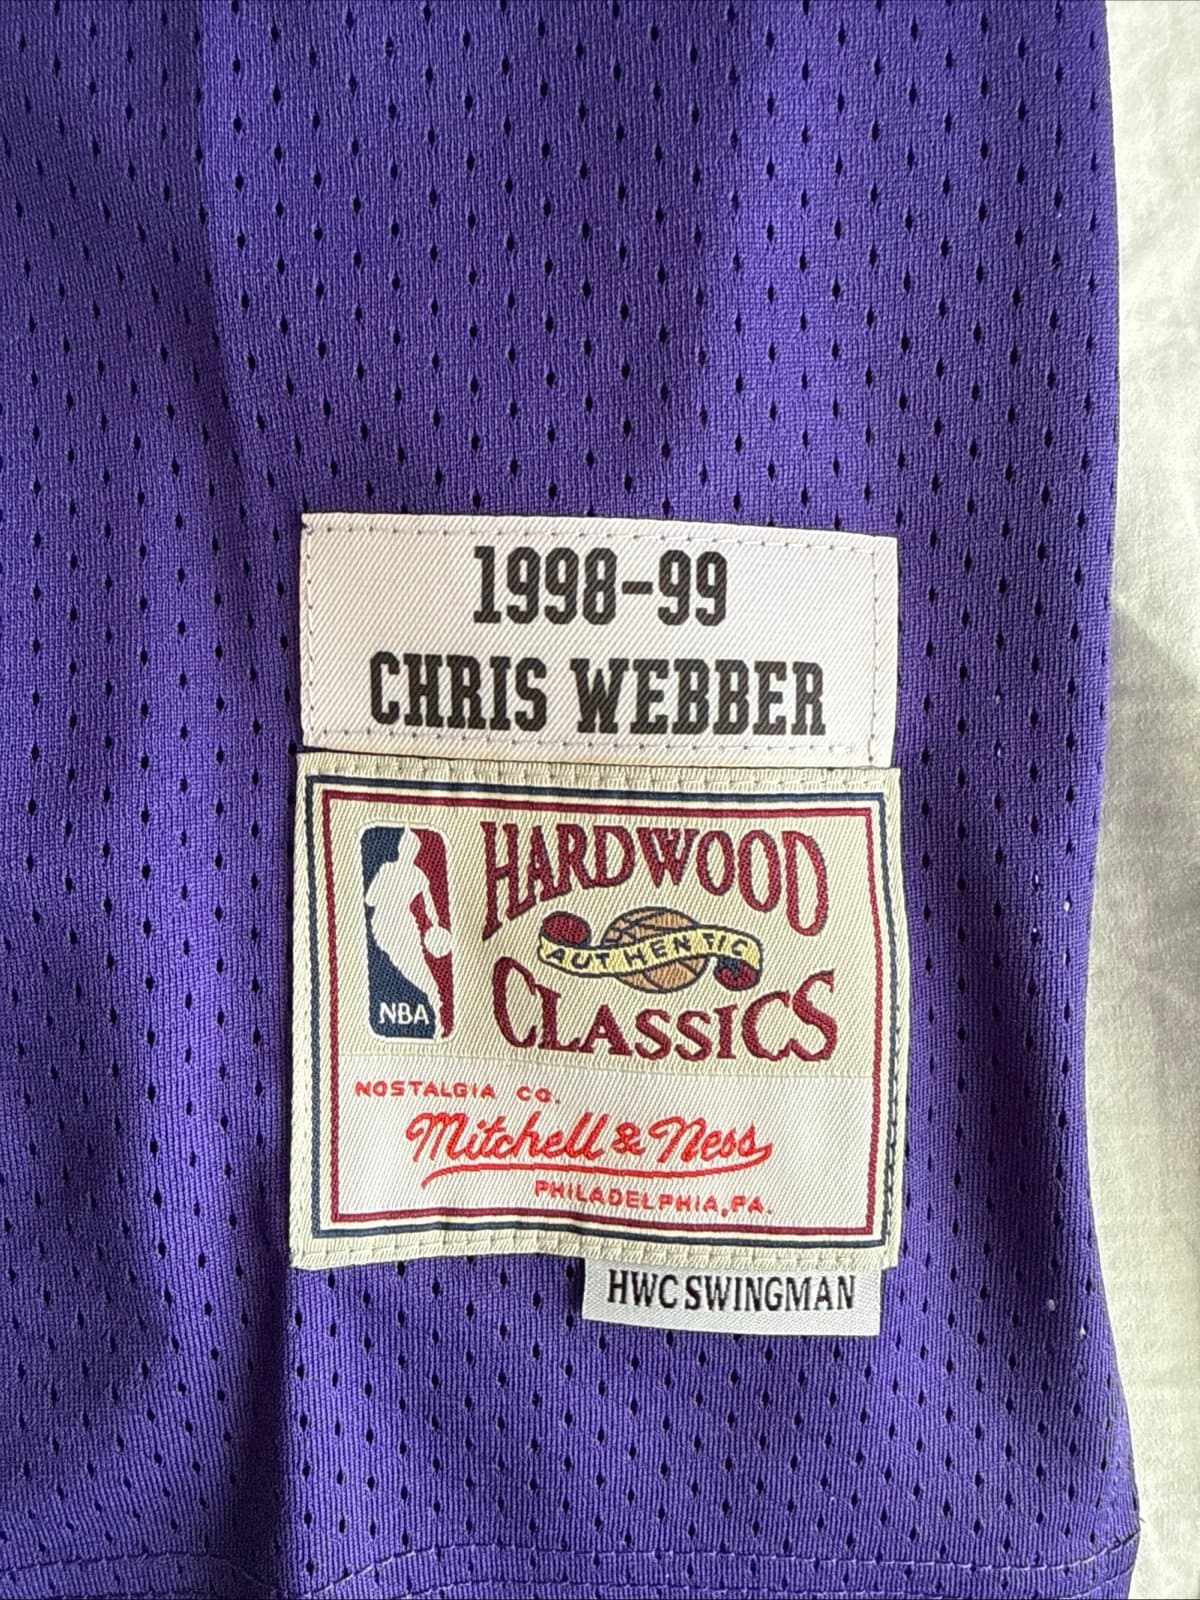 1998-99
CHRIS WEBBER
HARDWOOD
AUTHENTIC
CLASSICS
NBA
NOSTALGIA CO.
Mitchell & Ness
PHILADELPHIA, PA.
HWC SWINGMAN